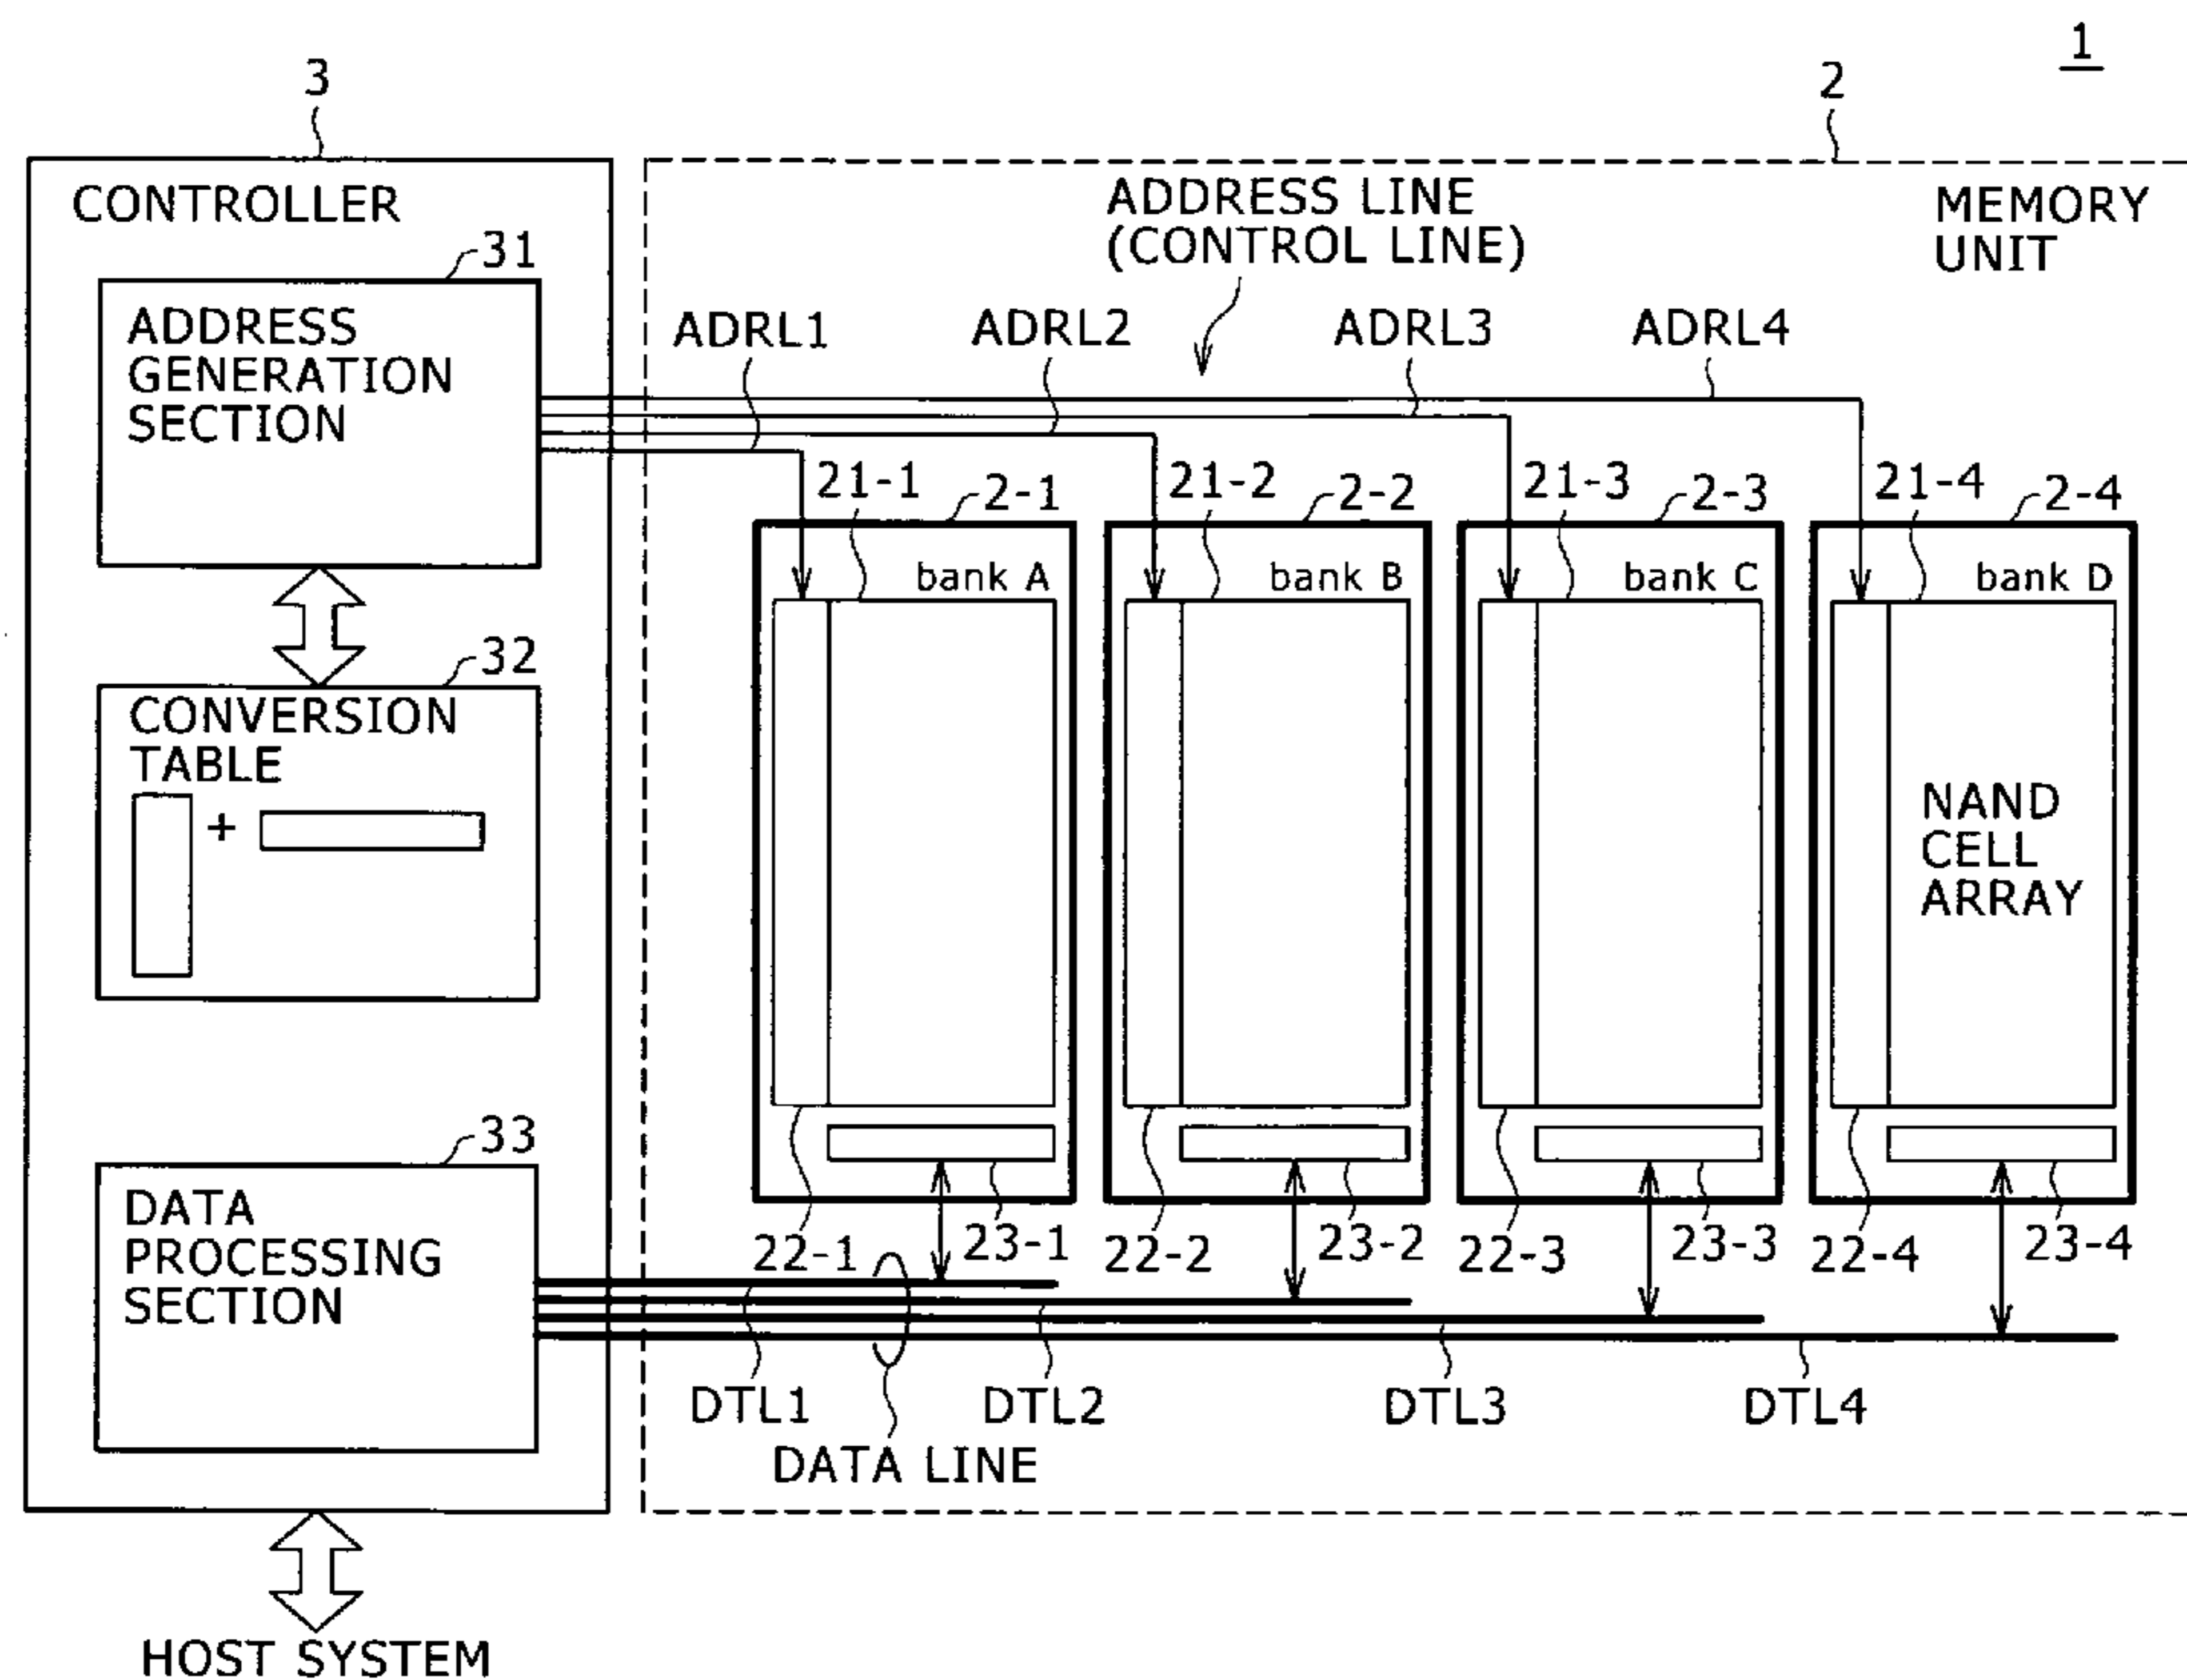 1
3
2
CONTROLLER
ADDRESS LINE
(CONTROL LINE)
MEMORY
UNIT
31
ADDRESS
GENERATION
SECTION
ADRL1
ADRL2
ADRL3
ADRL4
21-1
2-1
21-2
2-2
21-3
2-3
21-4
2-4
bank A
bank B
bank C
bank D
32
CONVERSION
TABLE
+
NAND
CELL
ARRAY
33
DATA
PROCESSING
SECTION
22-1
23-1
22-2
23-2
22-3
23-3
22-4
23-4
DTL1
DTL2
DTL3
DTL4
DATA LINE
HOST SYSTEM